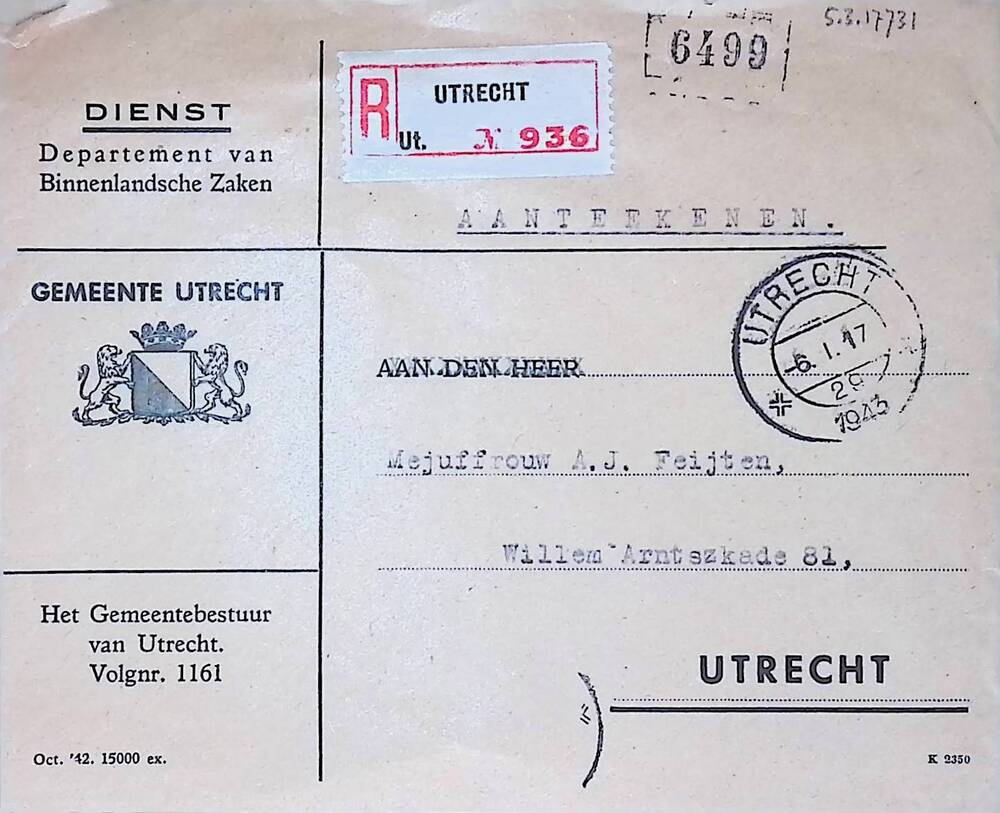 5.3.17731
6499
DIENST
Departement van
Binnenlandsche Zaken
R
UTRECHT
Ut. N 936
AANTEEKENEN.
GEMEENTE UTRECHT
UTRECHT
-6.I.17
29
1943
AAN DEN HEER
Mejuffrouw A.J. Feijten,
Willem Arntszkade 81,
UTRECHT
Het Gemeentebestuur
van Utrecht.
Volgnr. 1161
Oct. '42. 15000 ex.
K 2350